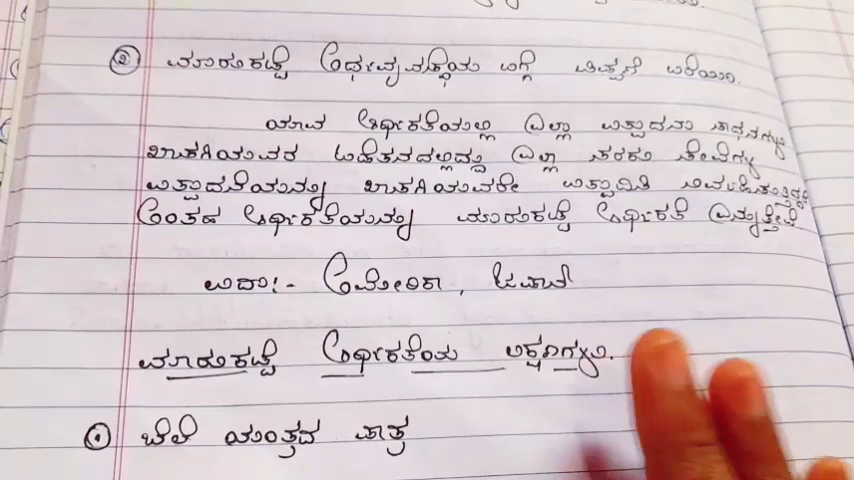 ② ಮಾರುಕಟ್ಟೆ ಅರ್ಥವ್ಯವಸ್ಥೆಯ ಬಗ್ಗೆ ಟಿಪ್ಪಣಿ ಬರೆಯಿರಿ.
ಯಾವ ಆರ್ಥಿಕತೆಯಲ್ಲಿ ಎಲ್ಲಾ ಉತ್ಪಾದನಾ ಸಾಧನಗಳು
ಖಾಸಗಿಯವರ ಒಡೆತನದಲ್ಲಿದ್ದು ಎಲ್ಲಾ ಸರಕು ಸೇವೆಗಳ
ಉತ್ಪಾದನೆಯನ್ನು ಖಾಸಗಿಯವರೇ ಉತ್ಪಾದಿಸಿ
ಅಂತಹ ಆರ್ಥಿಕತೆಯನ್ನು ಮಾರುಕಟ್ಟೆ ಆರ್ಥಿಕತೆ ಎನ್ನುತ್ತೇವೆ.
ಉದಾ:- ಅಮೇರಿಕಾ, ಜಪಾನ್
ಮಾರುಕಟ್ಟೆ ಆರ್ಥಿಕತೆಯ ಲಕ್ಷಣಗಳು.
① ಬೆಲೆ ಯಂತ್ರದ ಪಾತ್ರ